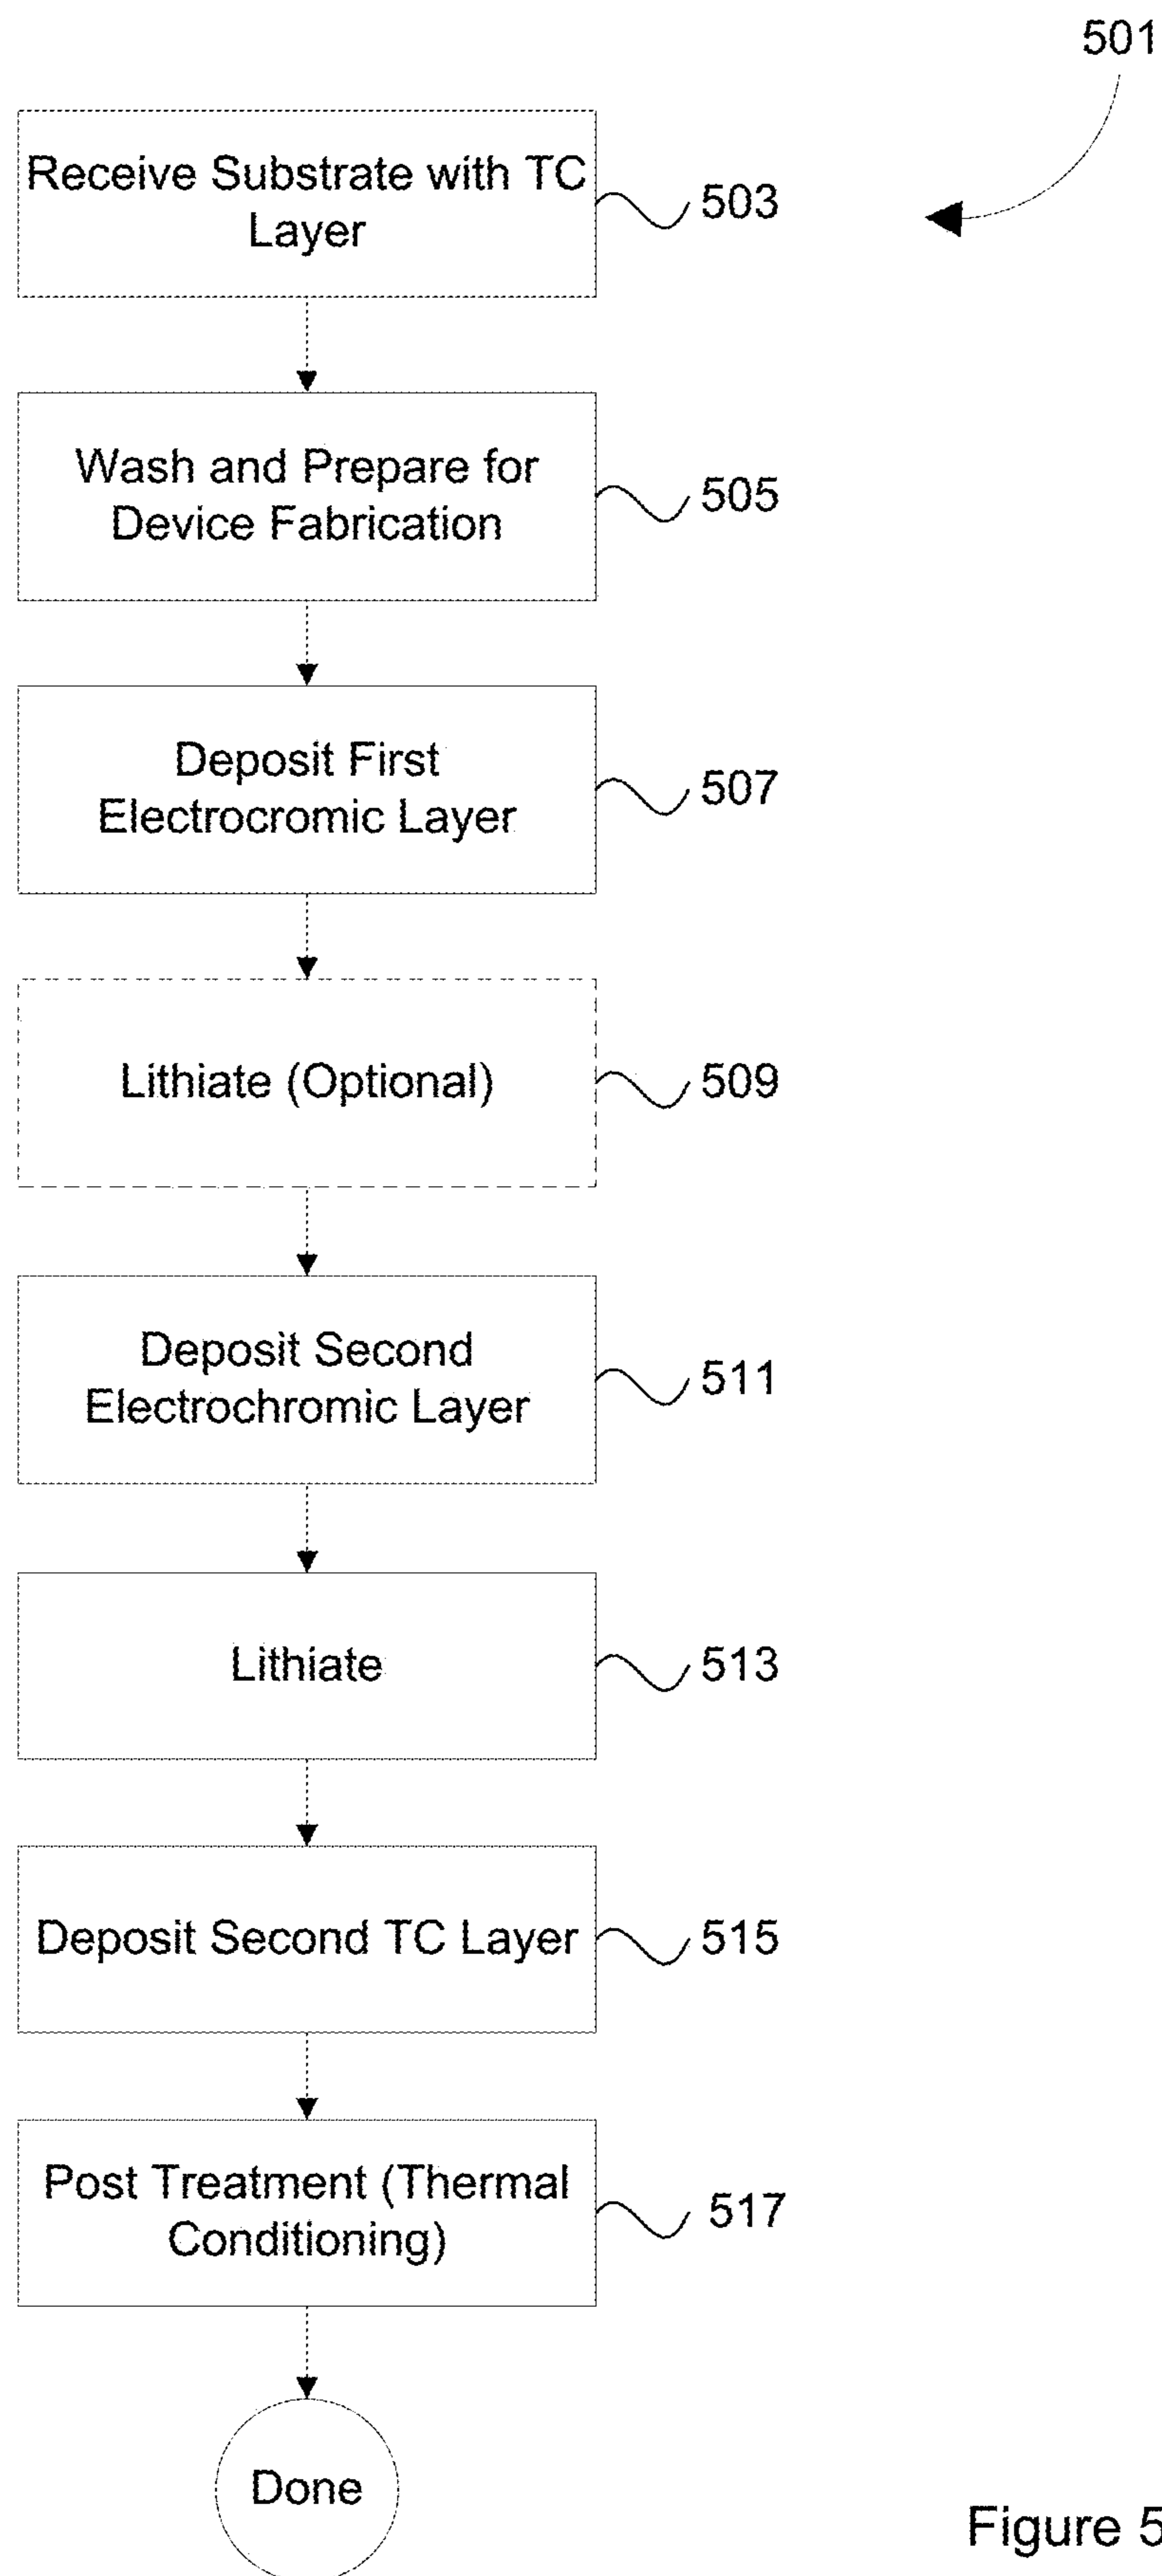 501
Receive Substrate with TC
Layer
503
Wash and Prepare for
Device Fabrication
505
Deposit First
Electrocromic Layer
507
Lithiate (Optional)
509
Deposit Second
Electrochromic Layer
511
Lithiate
513
Deposit Second TC Layer
515
Post Treatment (Thermal
Conditioning)
517
Done
Figure 5